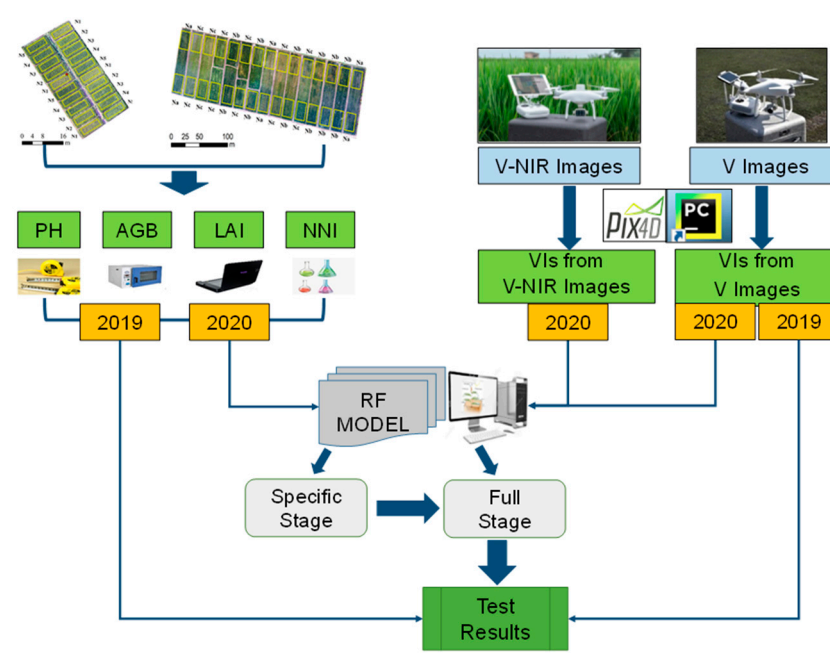 0 4 8 16
m
0 25 50 100
m
V-NIR Images
V Images
PIX4D
PC
PH
AGB
LAI
NNI
VIs from
V-NIR Images
VIs from
V Images
2019
2020
2020
2020
2019
RF
MODEL
Specific
Stage
Full
Stage
Test
Results